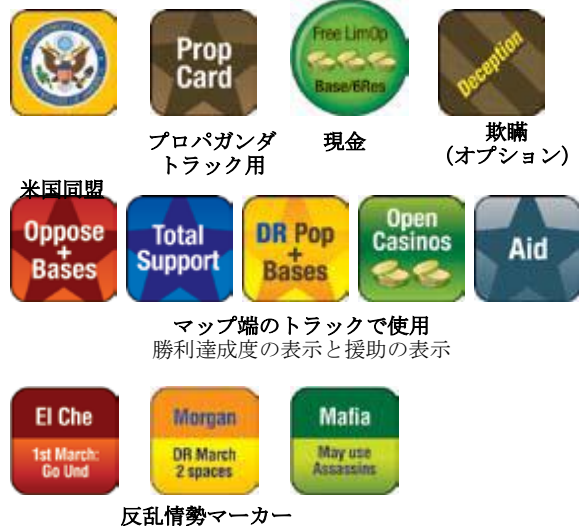 Prop
Card
Free LimOp
Base/6Res
Deception
プロパガンダ
トラック用
現金
欺瞞
(オプション)
米国同盟
Oppose
+
Bases
Total
Support
DR Pop
+
Bases
Open
Casinos
Aid
マップ端のトラックで使用
勝利達成度の表示と援助の表示
El Che
1st March:
Go Und
Morgan
DR March
2 spaces
Mafia
May use
Assassins
反乱情勢マーカー